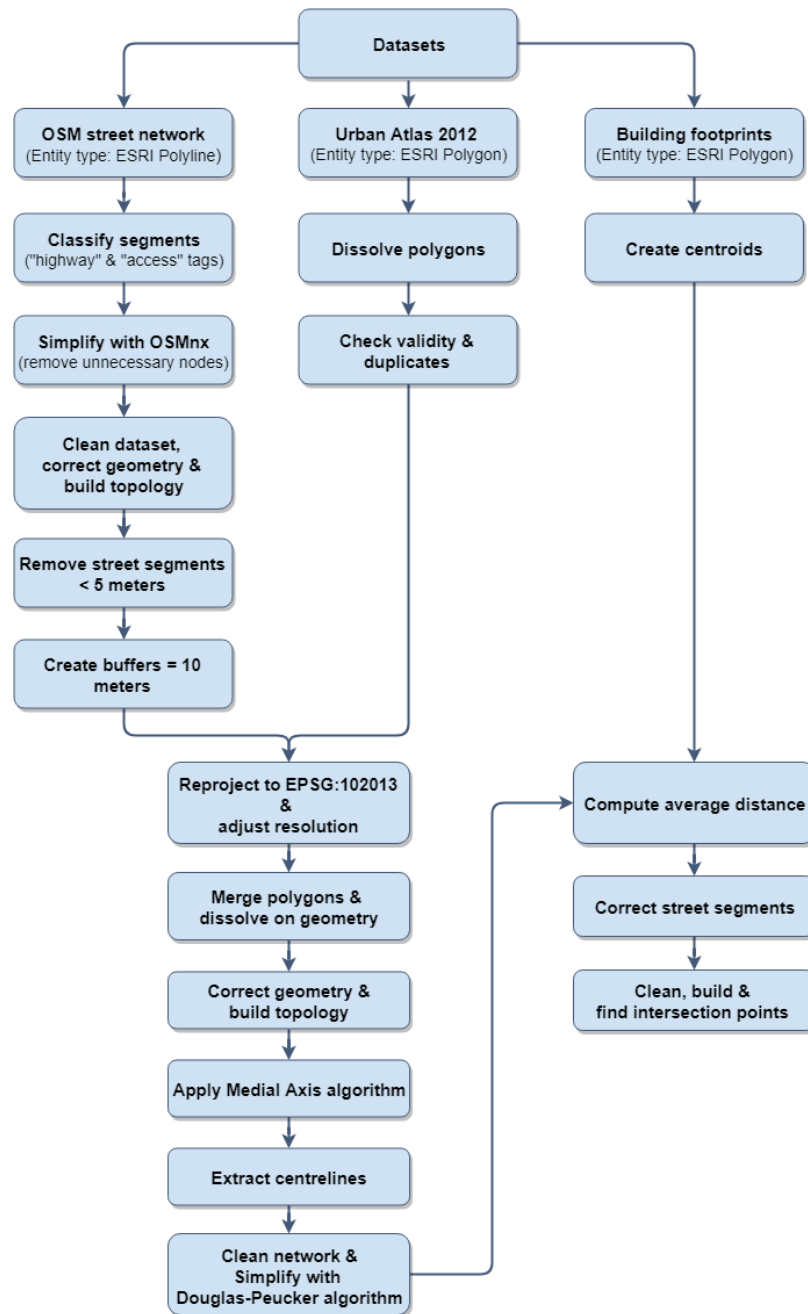 Datasets
OSM street network
(Entity type: ESRI Polyline)
Classify segments
("highway" & "access" tags)
Simplify with OSMnx
(remove unnecessary nodes)
Clean dataset,
correct geometry &
build topology
Remove street segments
< 5 meters
Create buffers = 10
meters
Urban Atlas 2012
(Entity type: ESRI Polygon)
Dissolve polygons
Check validity &
duplicates
Building footprints
(Entity type: ESRI Polygon)
Create centroids
Reproject to EPSG:102013
&
adjust resolution
Merge polygons &
dissolve on geometry
Correct geometry &
build topology
Apply Medial Axis algorithm
Extract centrelines
Clean network &
Simplify with
Douglas-Peucker algorithm
Compute average distance
Correct street segments
Clean, build &
find intersection points